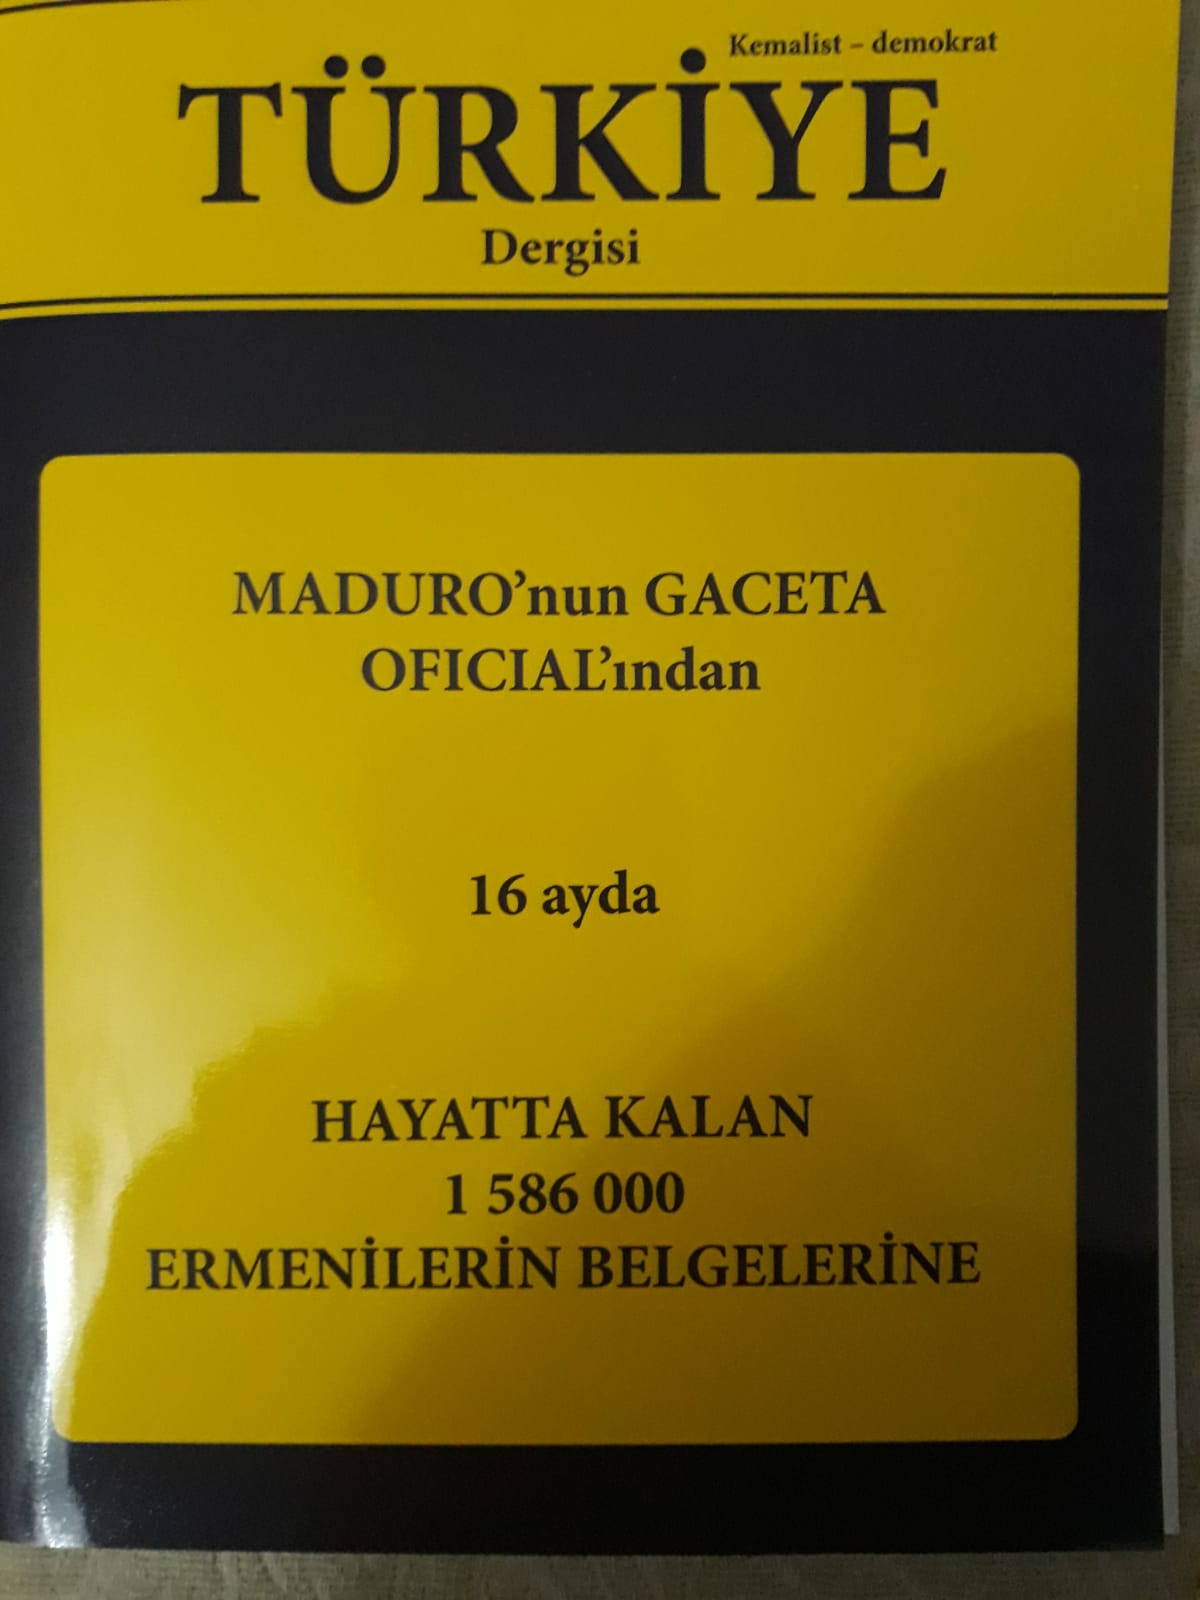 Kemalist – demokrat
TÜRKİYE
Dergisi
MADURO’nun GACETA
OFICIAL’ından
16 ayda
HAYATTA KALAN
1 586 000
ERMENİLERİN BELGELERİNE